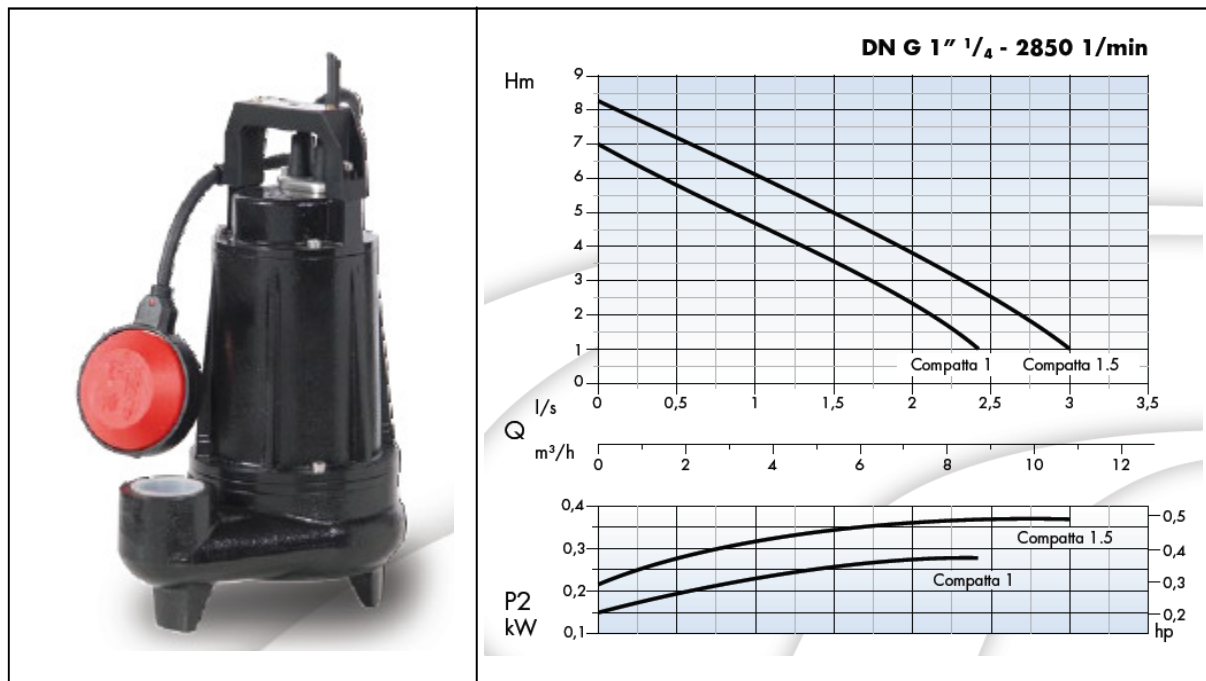 DN G 1" 1/4 - 2850 1/min
Hm
9
8
7
6
5
4
3
2
1
0
Compatta 1
Compatta 1.5
l/s
0 0,5 1 1,5 2 2,5 3 3,5
Q
m³/h
0 2 4 6 8 10 12
0,4
0,3
0,2
0,1
P2
kW
Compatta 1.5
Compatta 1
0,5
0,4
0,3
0,2
hp